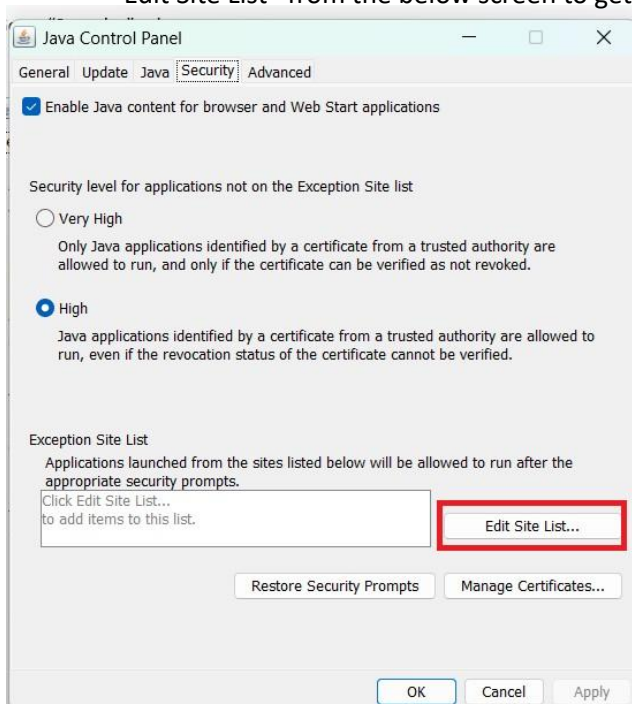 Edit Site List" from the below screen to get
Java Control Panel
General Update Java Security Advanced
Enable Java content for browser and Web Start applications
Security level for applications not on the Exception Site list
Very High
Only Java applications identified by a certificate from a trusted authority are
allowed to run, and only if the certificate can be verified as not revoked.
High
Java applications identified by a certificate from a trusted authority are allowed to
run, even if the revocation status of the certificate cannot be verified.
Exception Site List
Applications launched from the sites listed below will be allowed to run after the
appropriate security prompts.
Click Edit Site List...
to add items to this list.
Edit Site List...
Restore Security Prompts Manage Certificates...
OK Cancel Apply